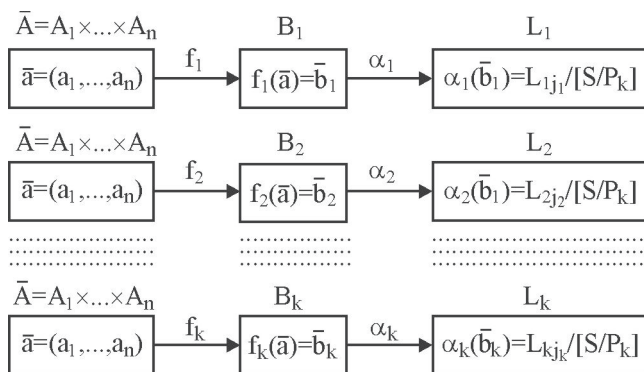 Ā=A₁×...×Aₙ B₁ L₁
ā=(a₁,...,aₙ) f₁ f₁(ā)=b̄₁ α₁ α₁(b̄₁)=L₁ⱼ₁/[S/Pₖ]
Ā=A₁×...×Aₙ B₂ L₂
ā=(a₁,...,aₙ) f₂ f₂(ā)=b̄₂ α₂ α₂(b̄₁)=L₂ⱼ₂/[S/Pₖ]
Ā=A₁×...×Aₙ Bₖ Lₖ
ā=(a₁,...,aₙ) fₖ fₖ(ā)=b̄ₖ αₖ αₖ(b̄ₖ)=Lₖⱼₖ/[S/Pₖ]